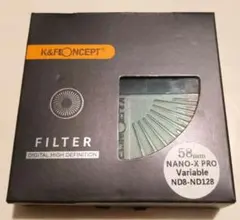 K&F CONCEPT
FILTER
DIGITAL HIGH DEFINITION
58mm
NANO-X PRO
Variable
ND8-ND128